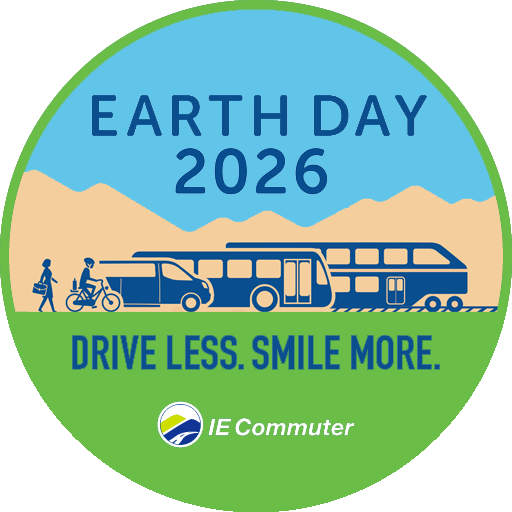 EARTH DAY
2026
DRIVE LESS. SMILE MORE.
IE Commuter